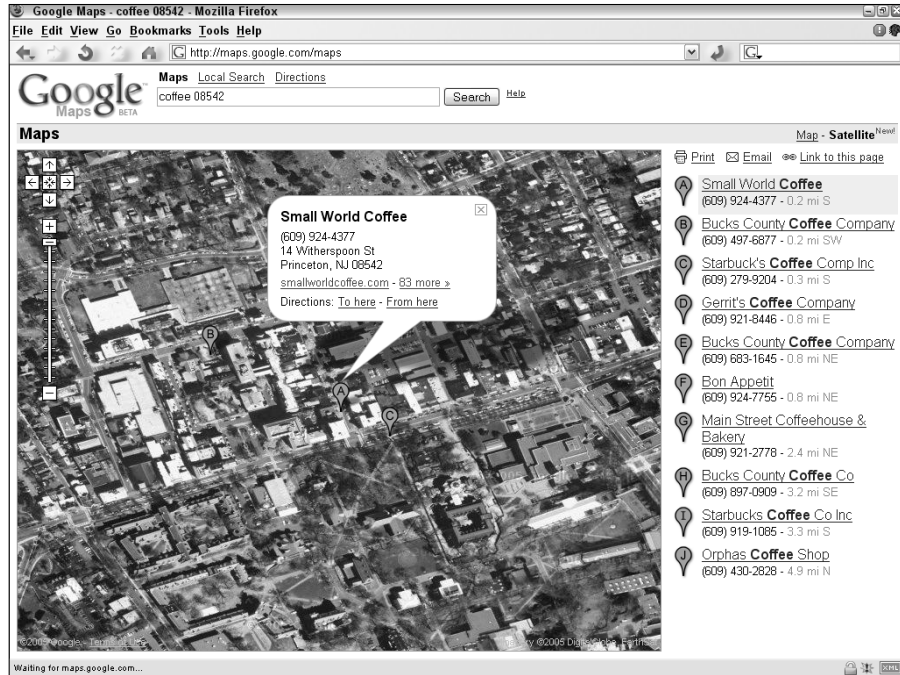 Google Maps - coffee 08542 - Mozilla Firefox
File Edit View Go Bookmarks Tools Help
G http://maps.google.com/maps
G
Google Maps BETA
Maps Local Search Directions
coffee 08542 Search Help
Maps
Map - Satellite New!
Print Email Link to this page
Small World Coffee
(609) 924-4377
14 Witherspoon St
Princeton, NJ 08542
smallworldcoffee.com - 83 more »
Directions: To here - From here
B
A
C
A Small World Coffee
(609) 924-4377 - 0.2 mi S
B Bucks County Coffee Company
(609) 497-6877 - 0.2 mi SW
C Starbuck's Coffee Comp Inc
(609) 279-9204 - 0.3 mi S
D Gerrit's Coffee Company
(609) 921-8446 - 0.8 mi E
E Bucks County Coffee Company
(609) 683-1645 - 0.8 mi NE
F Bon Appetit
(609) 924-7755 - 0.8 mi NE
G Main Street Coffeehouse &
Bakery
(609) 921-2778 - 2.4 mi NE
H Bucks County Coffee Co
(609) 897-0909 - 3.2 mi SE
I Starbucks Coffee Co Inc
(609) 919-1085 - 3.3 mi S
J Orphas Coffee Shop
(609) 430-2828 - 4.9 mi N
©2005 Google - Terms of Use
©2005 DigitalGlobe,
Waiting for maps.google.com...
XML